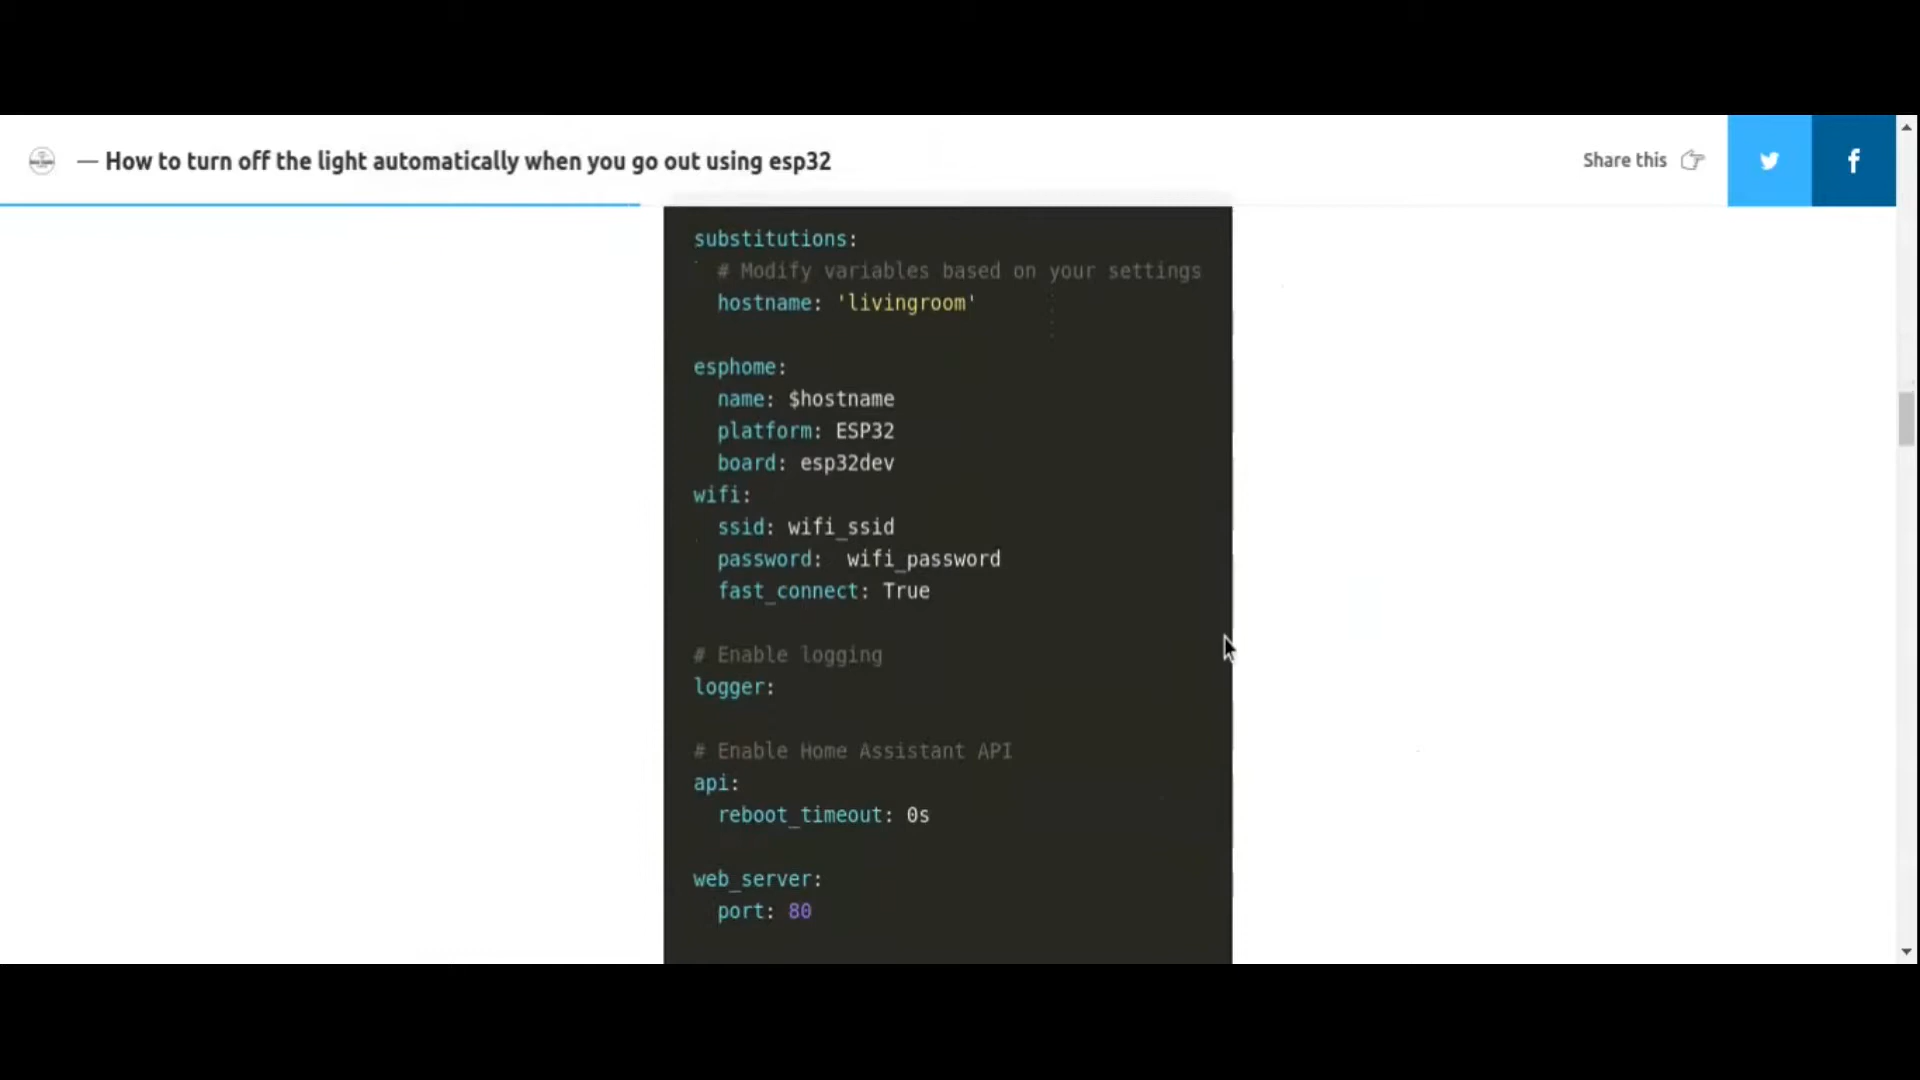 — How to turn off the light automatically when you go out using esp32
Share this
substitutions:
# Modify variables based on your settings
hostname: 'livingroom'
esphome:
name: $hostname
platform: ESP32
board: esp32dev
wifi:
ssid: wifi_ssid
password: wifi_password
fast_connect: True
# Enable logging
logger:
# Enable Home Assistant API
api:
reboot_timeout: 0s
web_server:
port: 80